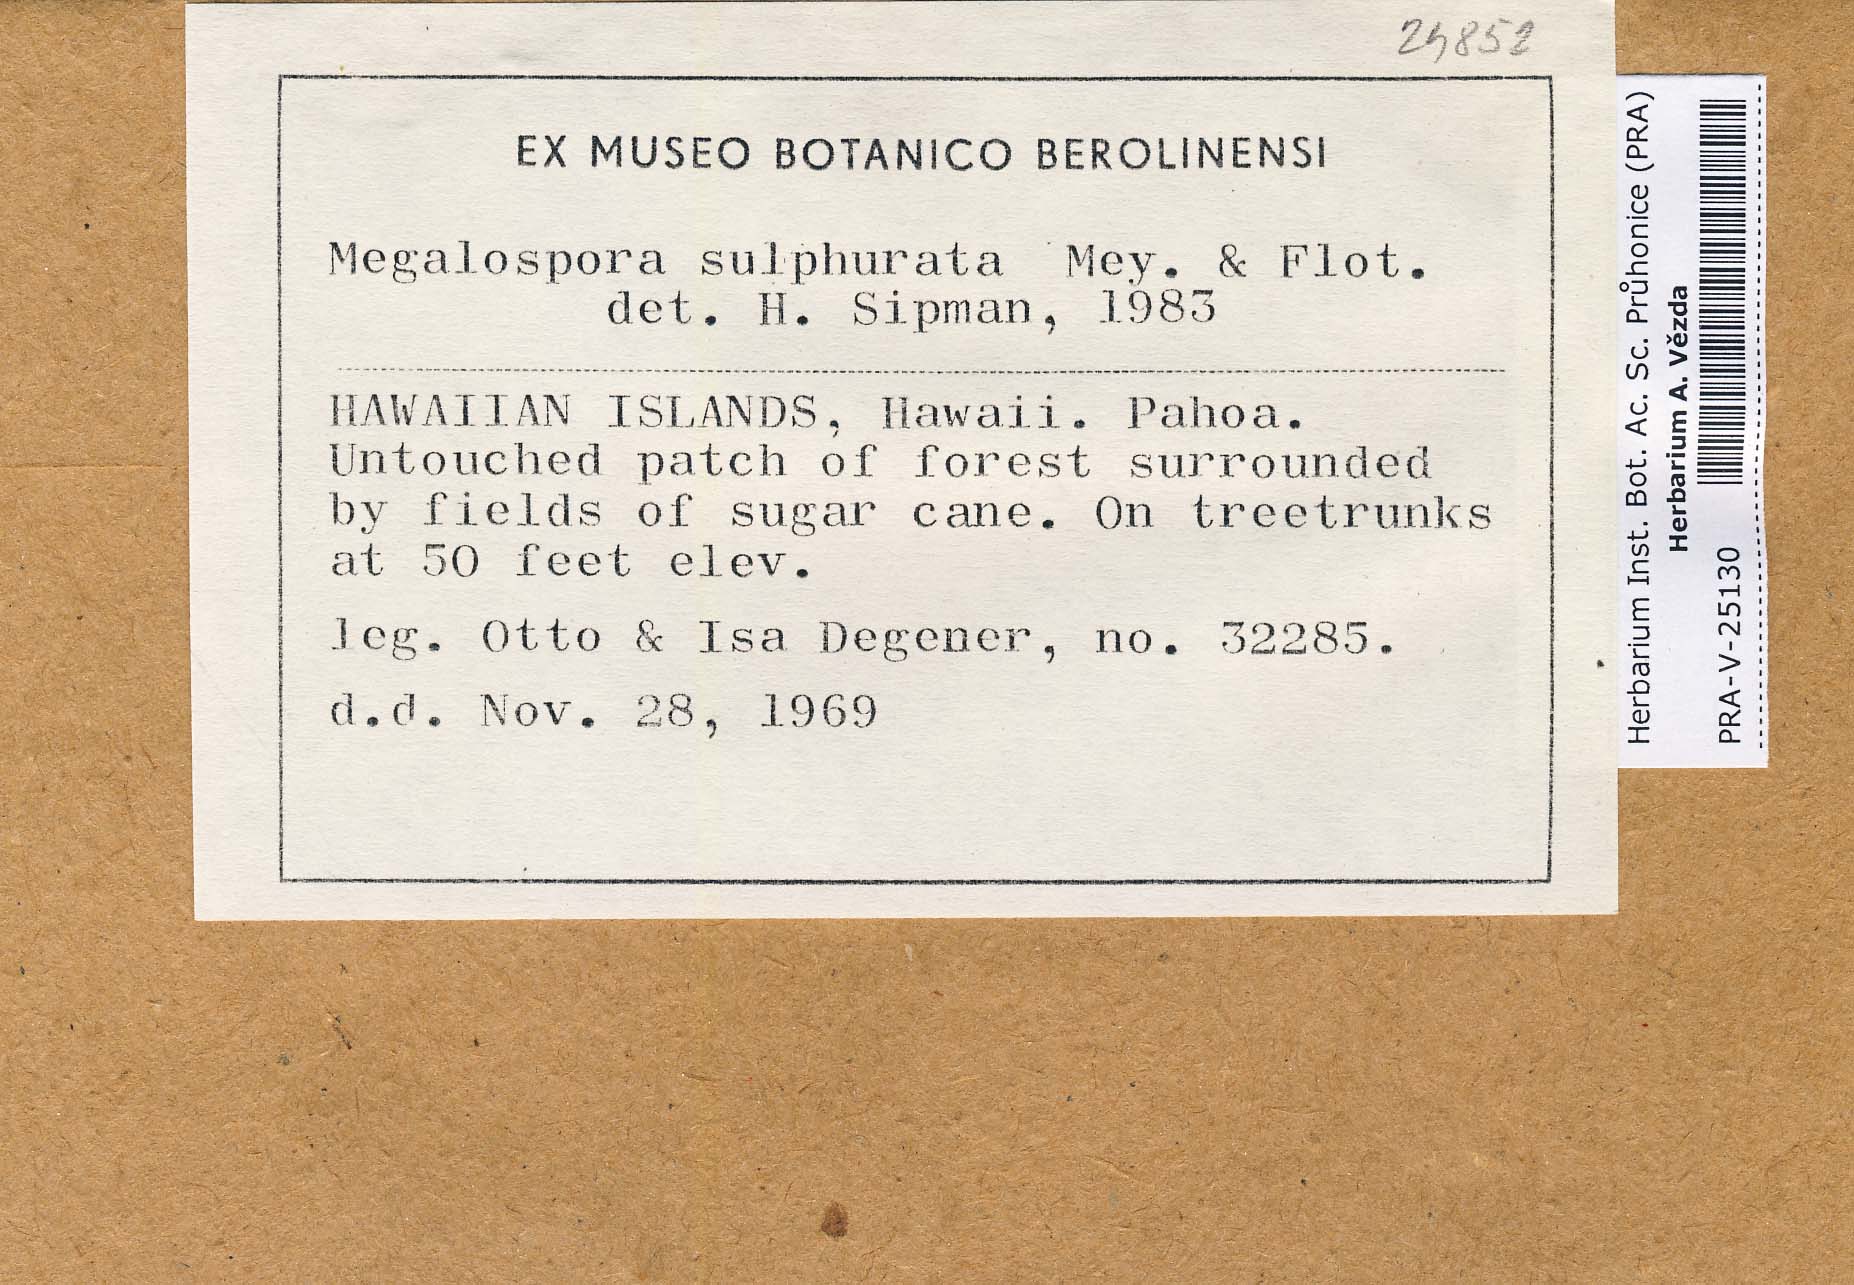 24852
EX MUSEO BOTANICO BEROLINENSI
Megalospora sulphurata Mey. & Flot.
det. H. Sipman, 1983
HAWAIIAN ISLANDS, Hawaii. Pahoa.
Untouched patch of forest surrounded
by fields of sugar cane. On treetrunks
at 50 feet elev.
leg. Otto & Isa Degener, no. 32285.
d.d. Nov. 28, 1969
Herbarium Inst. Bot. Ac. Sc. Průhonice (PRA)
Herbarium A. Vězda
PRA-V-25130